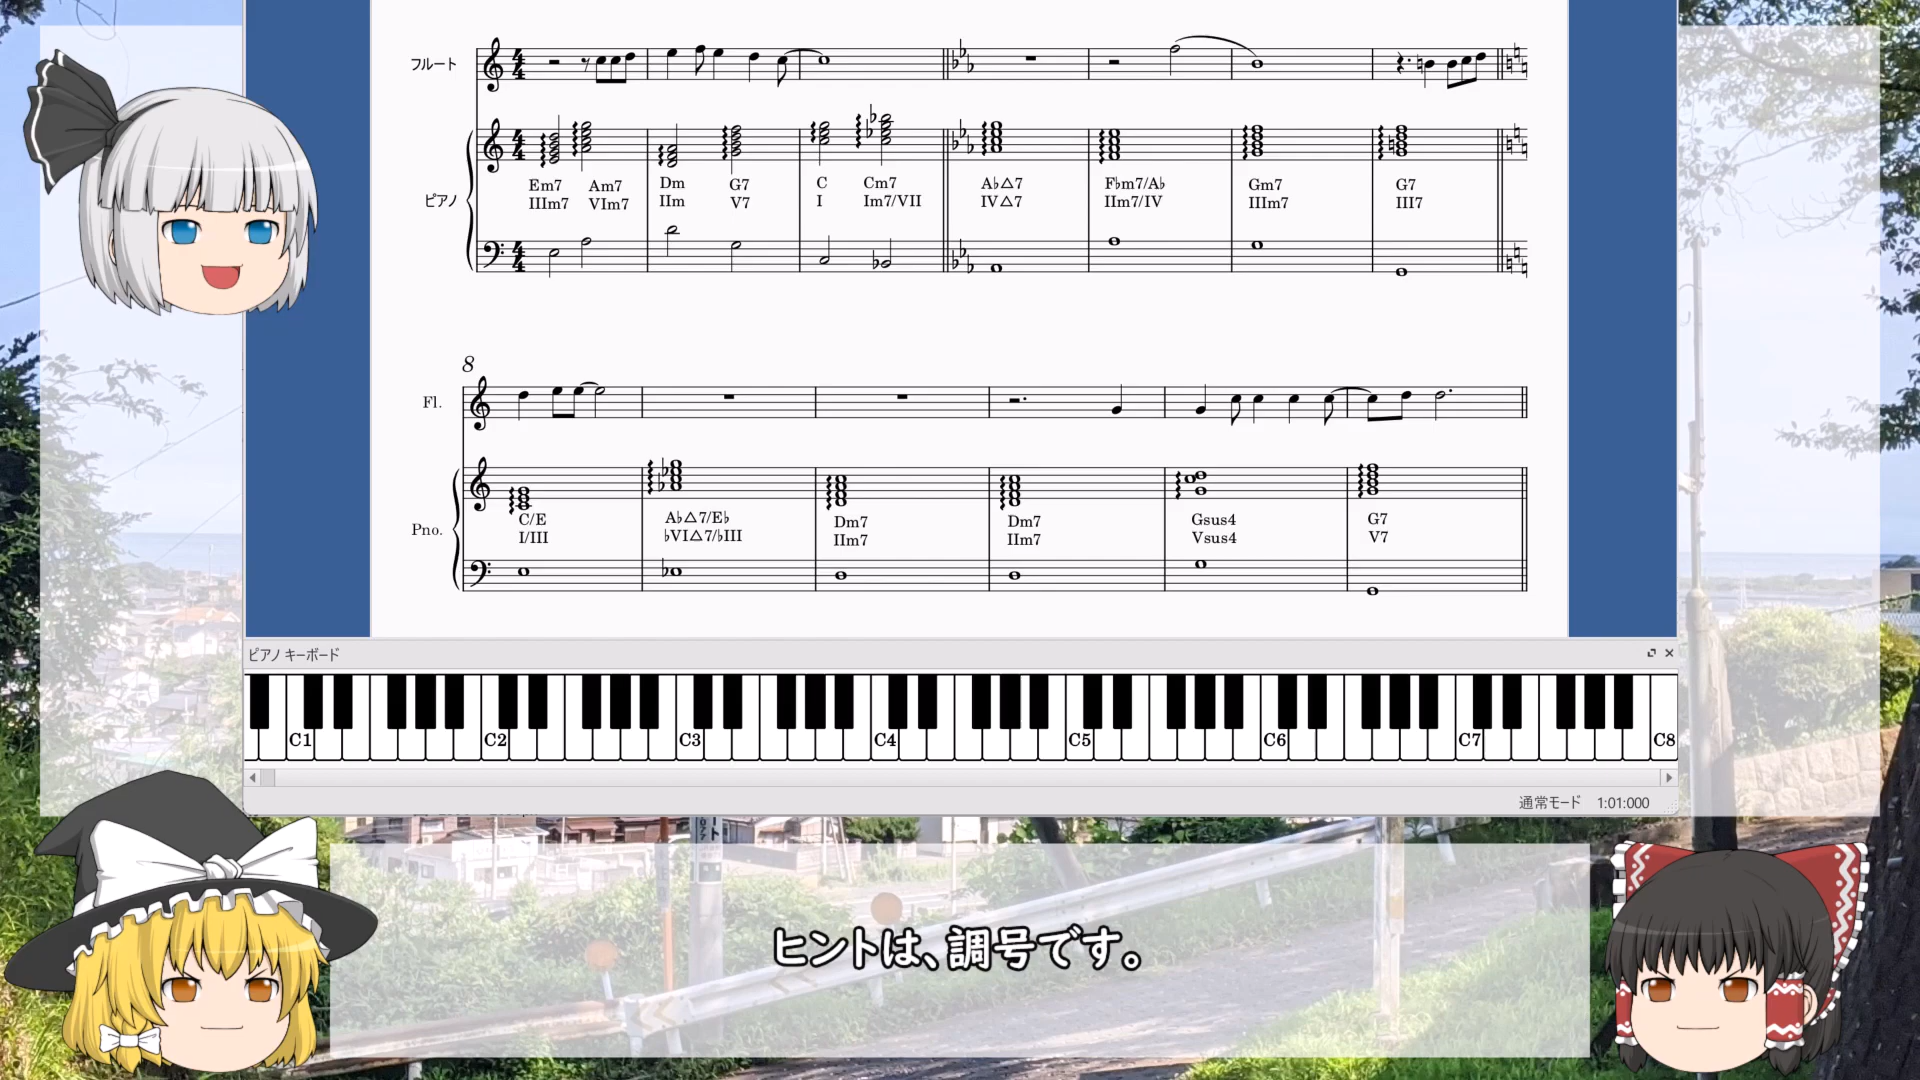 フルート
ピアノ
Em7 Am7 Dm G7 C Cm7 A♭△7 F♭m7/A♭ Gm7 G7
IIIm7 VIm7 IIm V7 I Im7/VII IV△7 IIm7/IV IIIm7 III7
8
Fl.
Pno.
C/E A♭△7/E♭ Dm7 Dm7 Gsus4 G7
I/III ♭VI△7/♭III IIm7 IIm7 Vsus4 V7
ピアノ キーボード
C1 C2 C3 C4 C5 C6 C7 C8
通常モード 1:01:000
ヒントは、調号です。